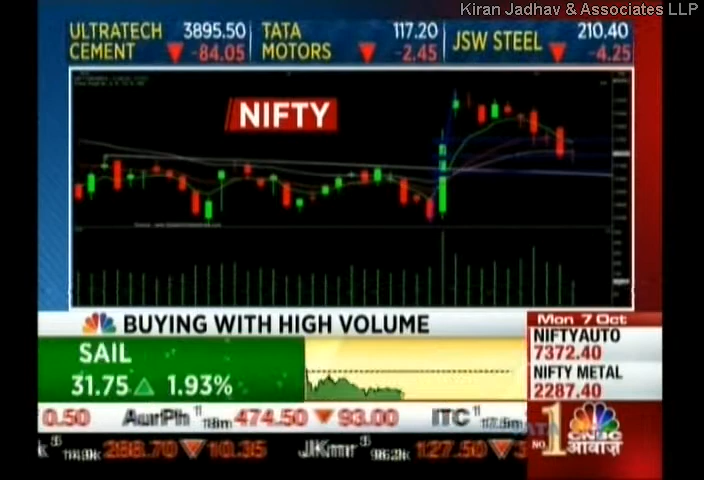 Kiran Jadhav & Associates LLP
ULTRATECH CEMENT 3895.50 ▼ -84.05
TATA MOTORS 117.20 ▼ -2.45
JSW STEEL 210.40 ▼ -4.25
NIFTY
BUYING WITH HIGH VOLUME
Mon 7 Oct
NIFTYAUTO
7372.40
NIFTY METAL
2287.40
SAIL
31.75 ▲ 1.93%
0.50 AurPh 474.50 ▼ 93.00 ITC
288.70 ▼ 10.35 127.50 ▼
NO. 1 CNBC
आवाज़